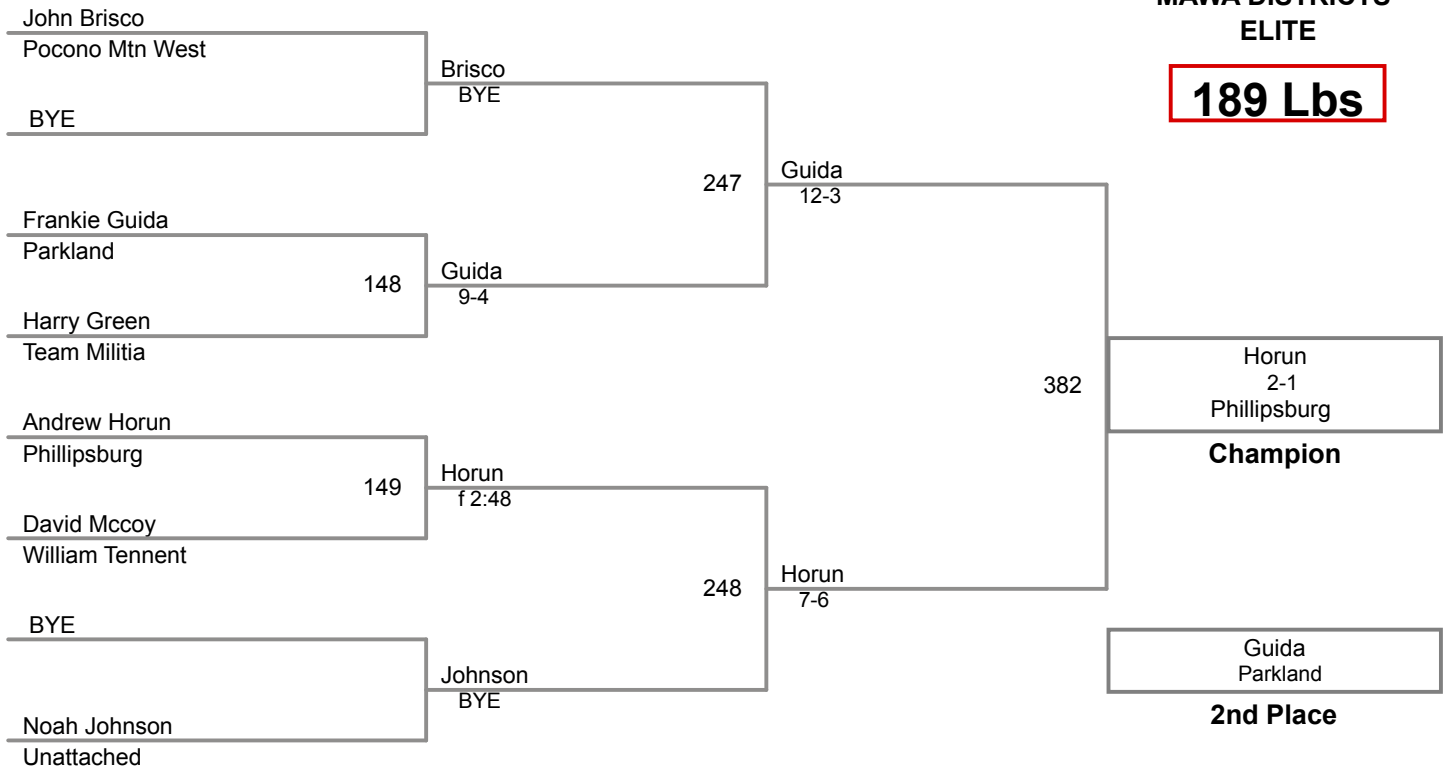 MAWA DISTRICTS
ELITE
189 Lbs
John Brisco
Pocono Mtn West
BYE
Brisco
BYE
Frankie Guida
Parkland
148
Harry Green
Team Militia
Guida
9-4
247
Guida
12-3
Andrew Horun
Phillipsburg
149
David Mccoy
William Tennent
Horun
f 2:48
BYE
Noah Johnson
Unattached
Johnson
BYE
248
Horun
7-6
382
Horun
2-1
Phillipsburg
Champion
Guida
Parkland
2nd Place